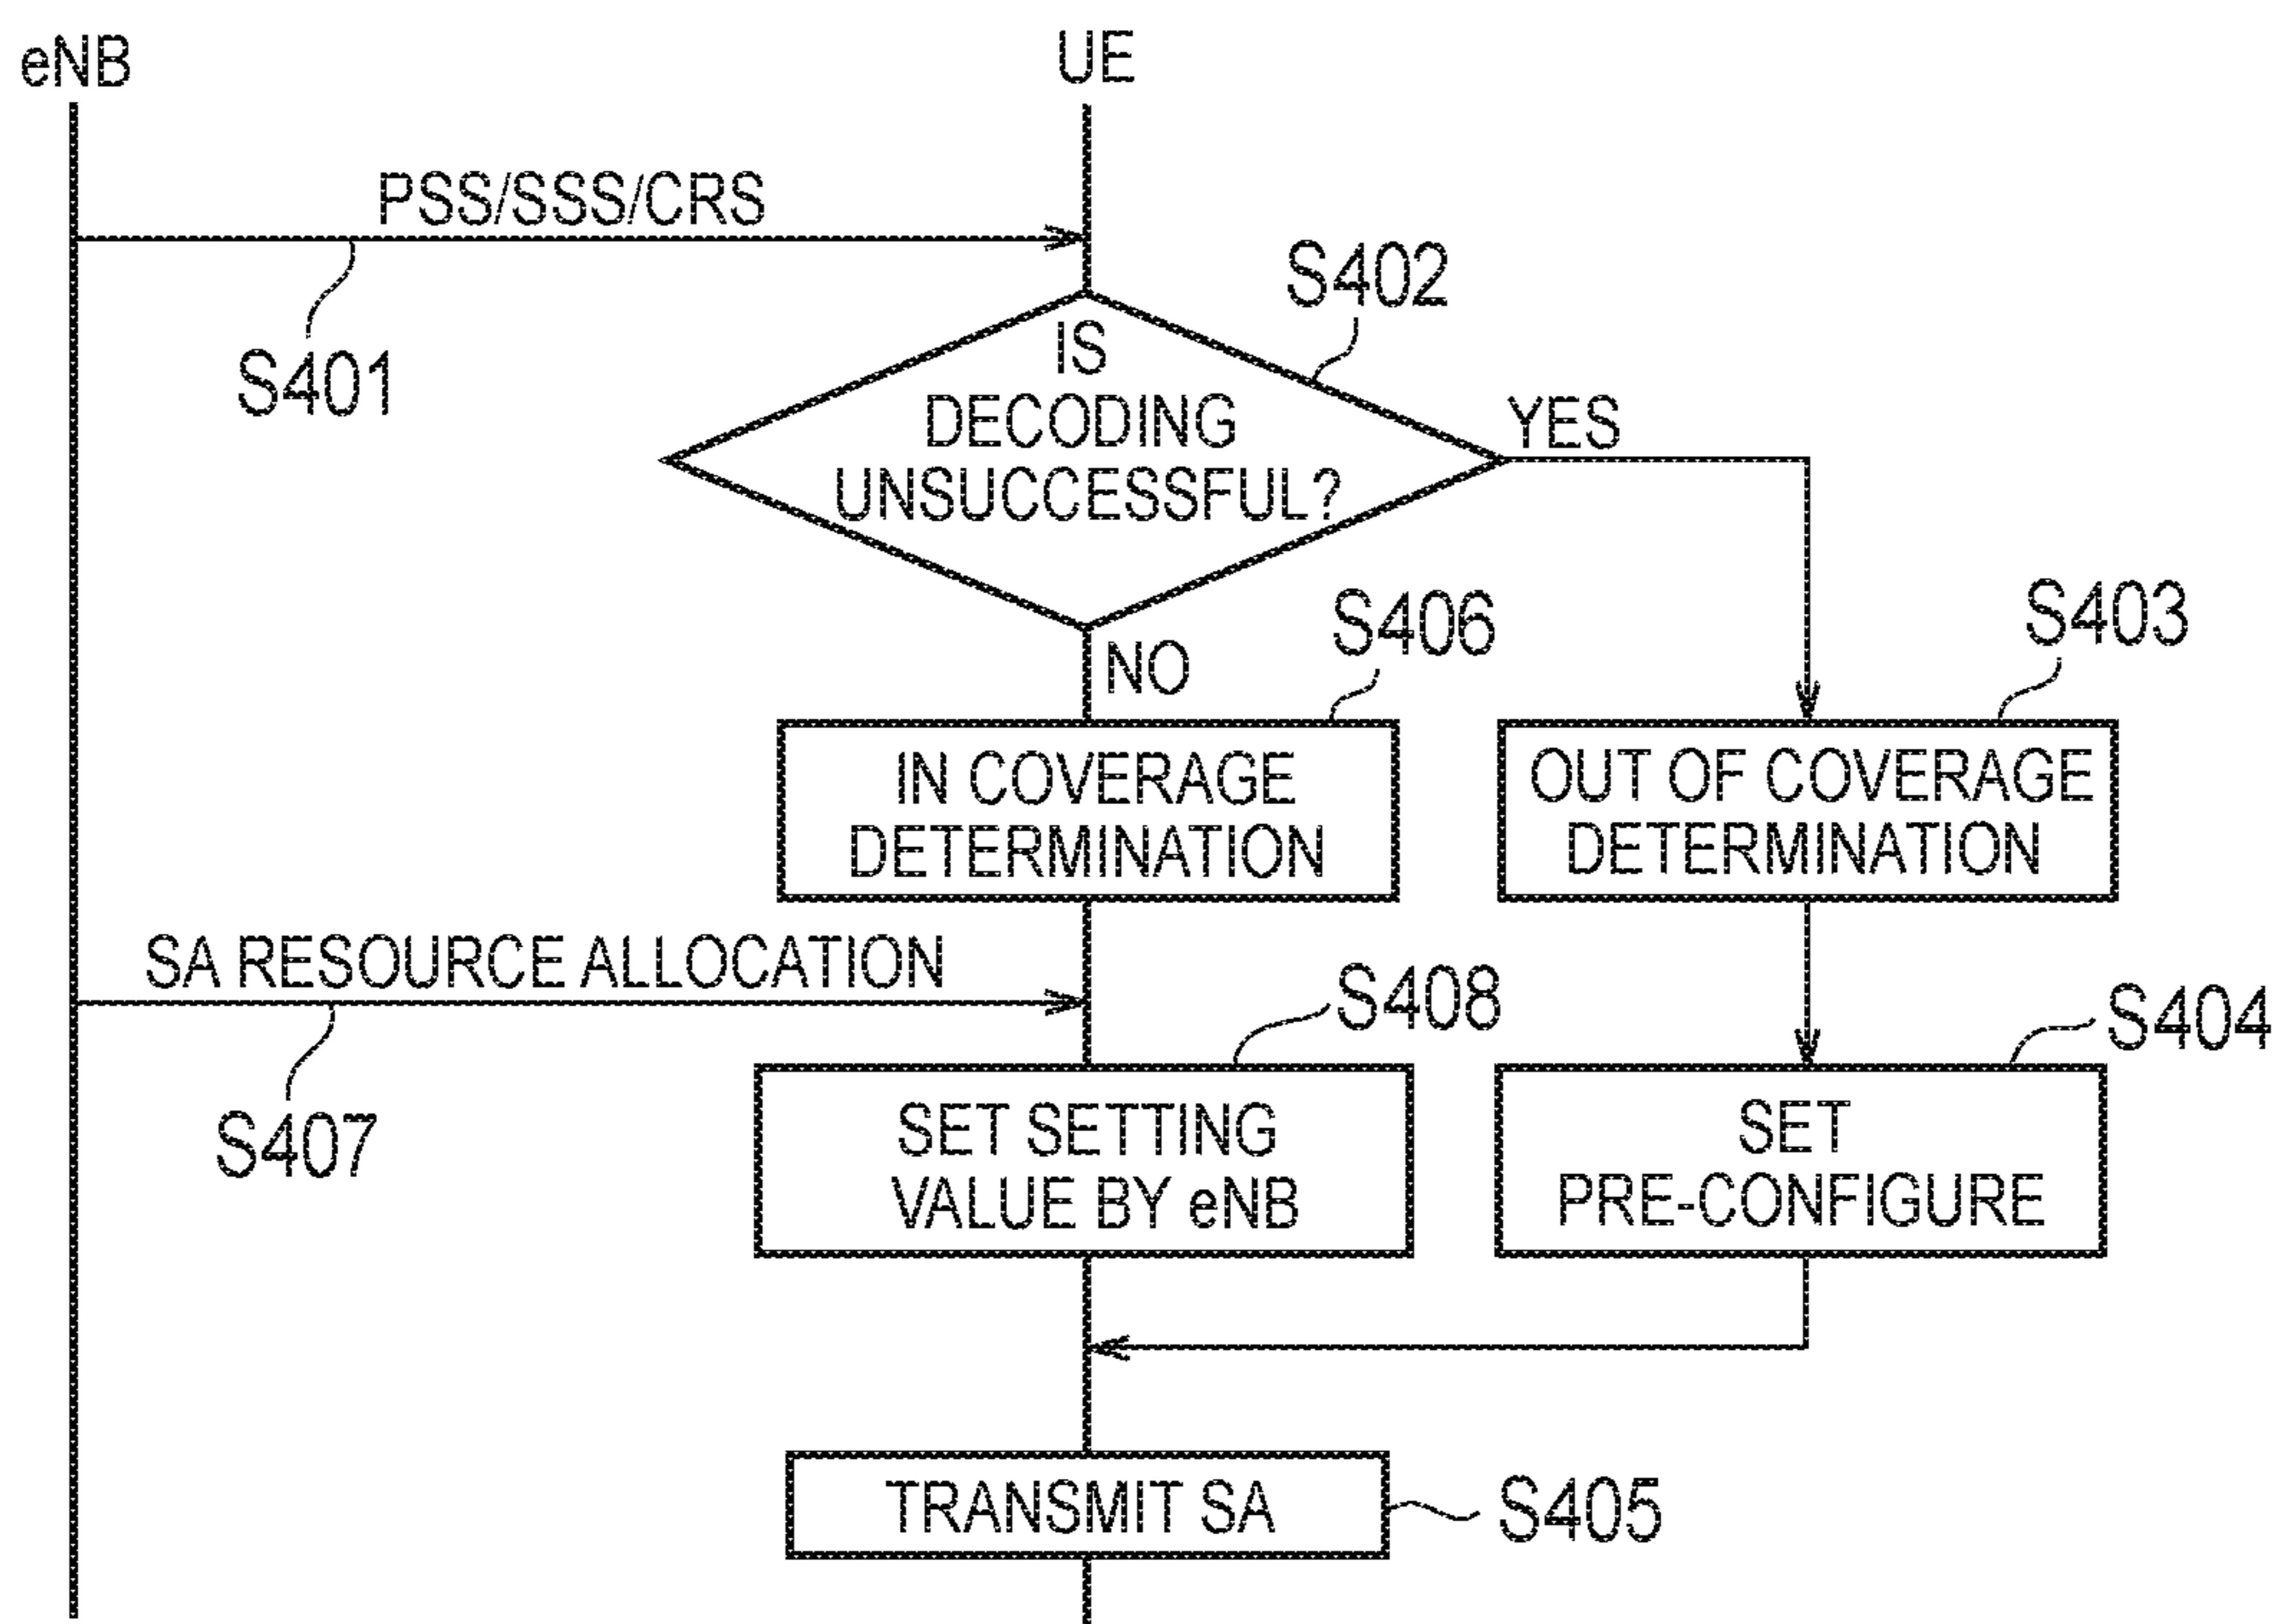 eNB
UE
PSS/SSS/CRS
S401
S402
IS
DECODING
UNSUCCESSFUL?
YES
NO
S406
S403
IN COVERAGE
DETERMINATION
OUT OF COVERAGE
DETERMINATION
SA RESOURCE ALLOCATION
S407
S408
S404
SET SETTING
VALUE BY eNB
SET
PRE-CONFIGURE
TRANSMIT SA
S405